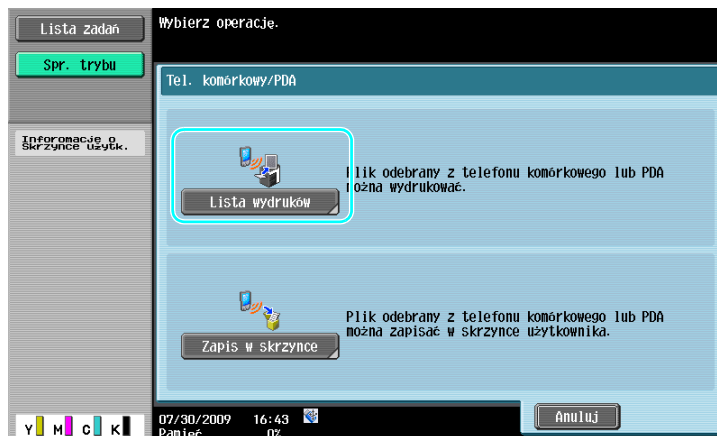 Lista zadań
Wybierz operację.
Spr. trybu
Tel. komórkowy/PDA
Inforomacje o
Skrzynce użytk.
Plik odebrany z telefonu komórkowego lub PDA
można wydrukować.
Lista wydruków
Plik odebrany z telefonu komórkowego lub PDA
można zapisać w skrzynce użytkownika.
Zapis w skrzynce
Anuluj
07/30/2009 16:43
Pamięć 0%
Y M C K